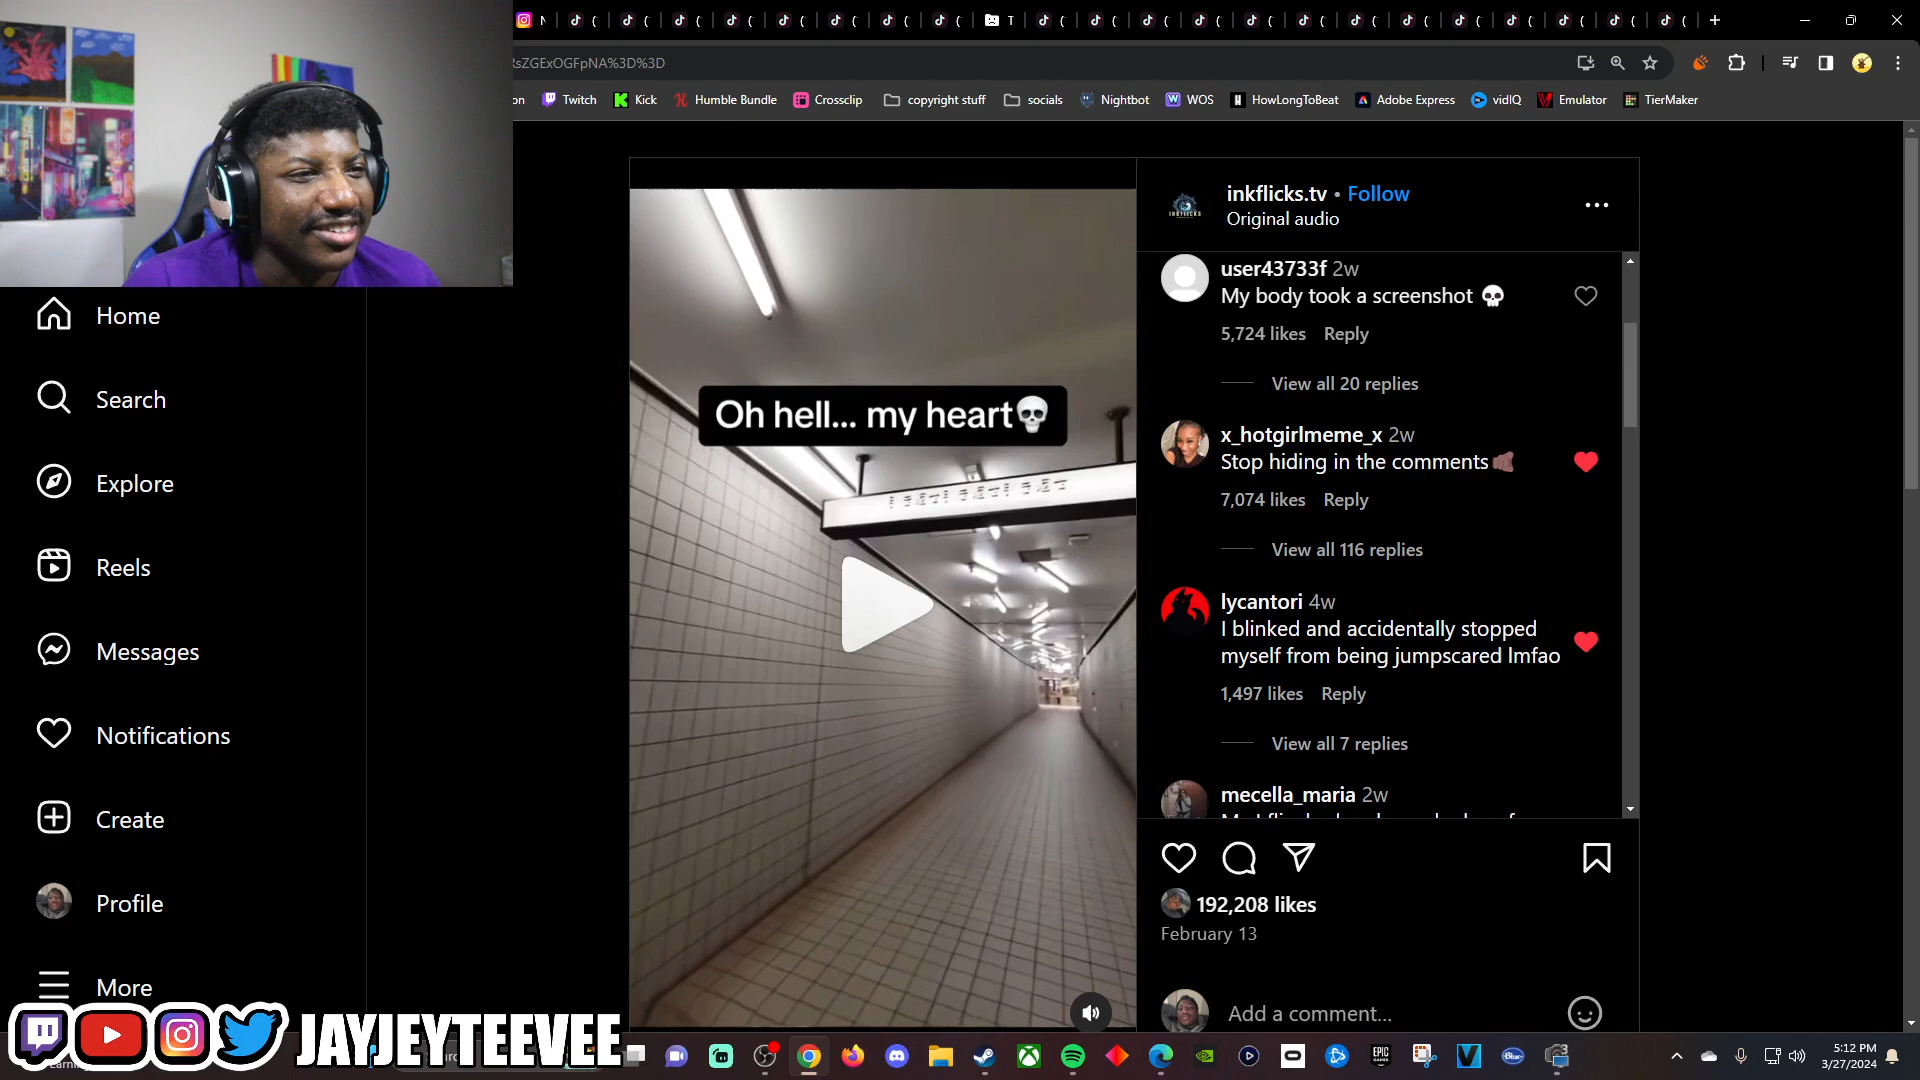 RsZGExOGFpNA%3D%3D
on
Twitch
Kick
Humble Bundle
Crossclip
copyright stuff
socials
Nightbot
WOS
HowLongToBeat
Adobe Express
vidIQ
Emulator
TierMaker
Home
Search
Explore
Reels
Messages
Notifications
Create
Profile
More
Oh hell... my heart💀
inkflicks.tv • Follow
Original audio
user43733f 2w
My body took a screenshot 💀
5,724 likes Reply
View all 20 replies
x_hotgirlmeme_x 2w
Stop hiding in the comments
7,074 likes Reply
View all 116 replies
lycantori 4w
I blinked and accidentally stopped
myself from being jumpscared lmfao
1,497 likes Reply
View all 7 replies
mecella_maria 2w
192,208 likes
February 13
Add a comment...
JAYJEYTEEVEE
5:12 PM
3/27/2024